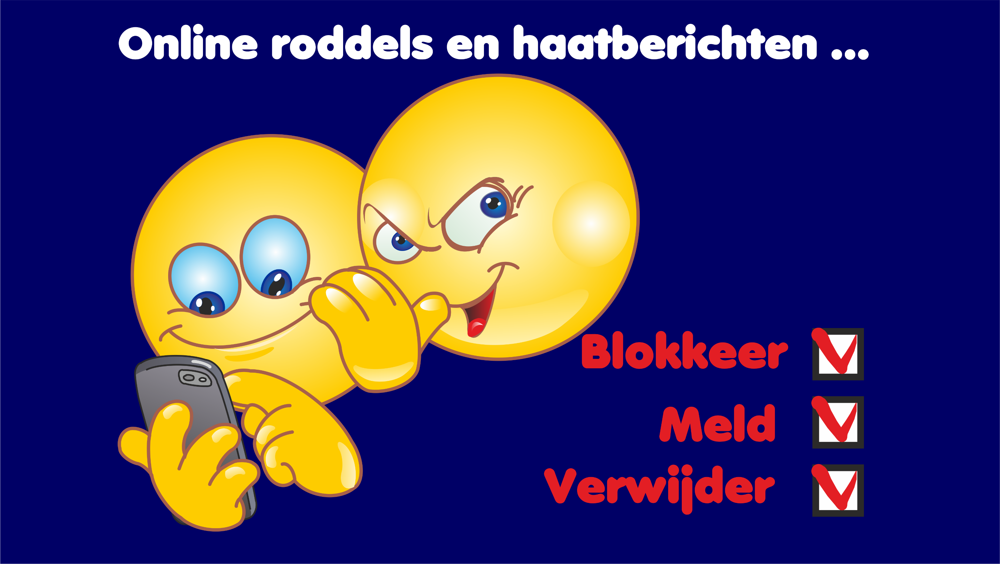 Online roddels en haatberichten ...
Blokkeer
Meld
Verwijder